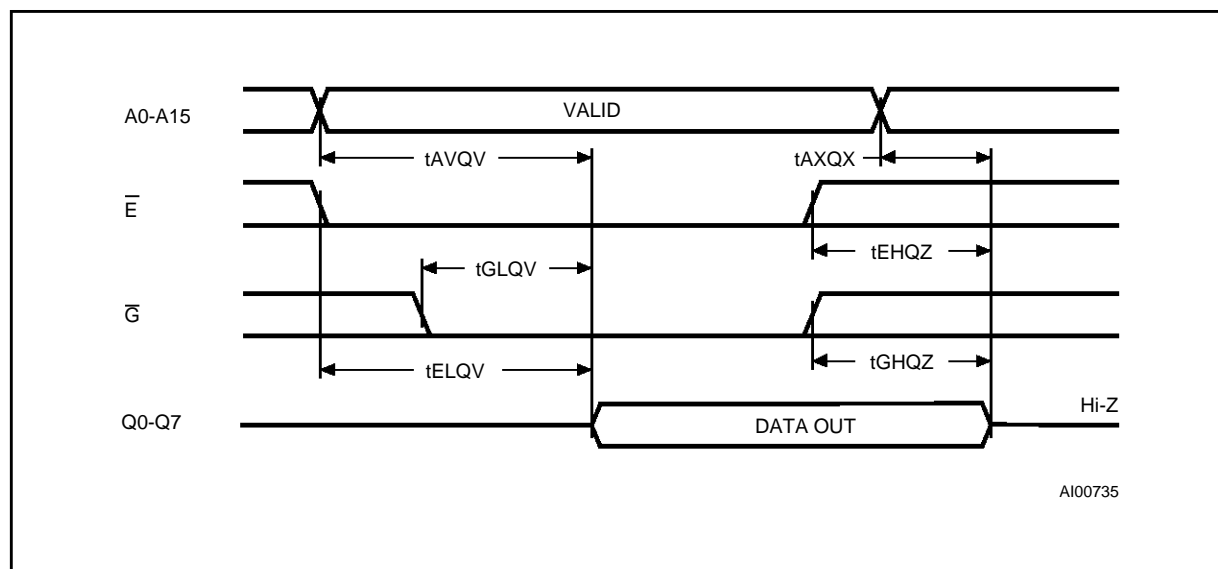 A0-A15
VALID
tAVQV
tAXQX
E
tEHQZ
tGLQV
G
tGHQZ
tELQV
Hi-Z
Q0-Q7
DATA OUT
AI00735